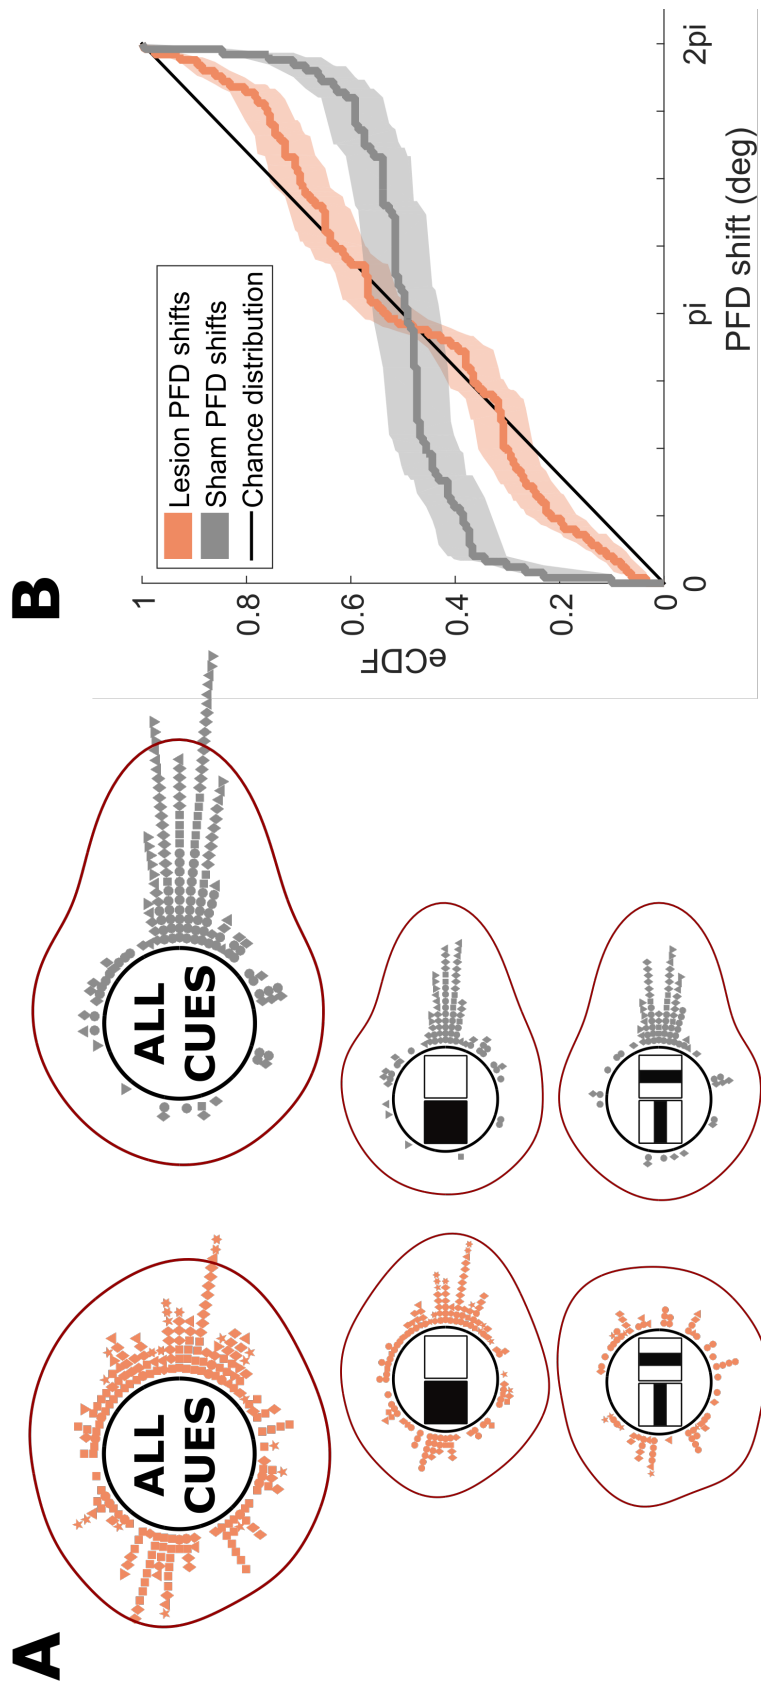 A
ALL
CUES
ALL
CUES
B
Lesion PFD shifts
Sham PFD shifts
Chance distribution
eCDF
1
0.8
0.6
0.4
0.2
0
0
pi
2pi
PFD shift (deg)